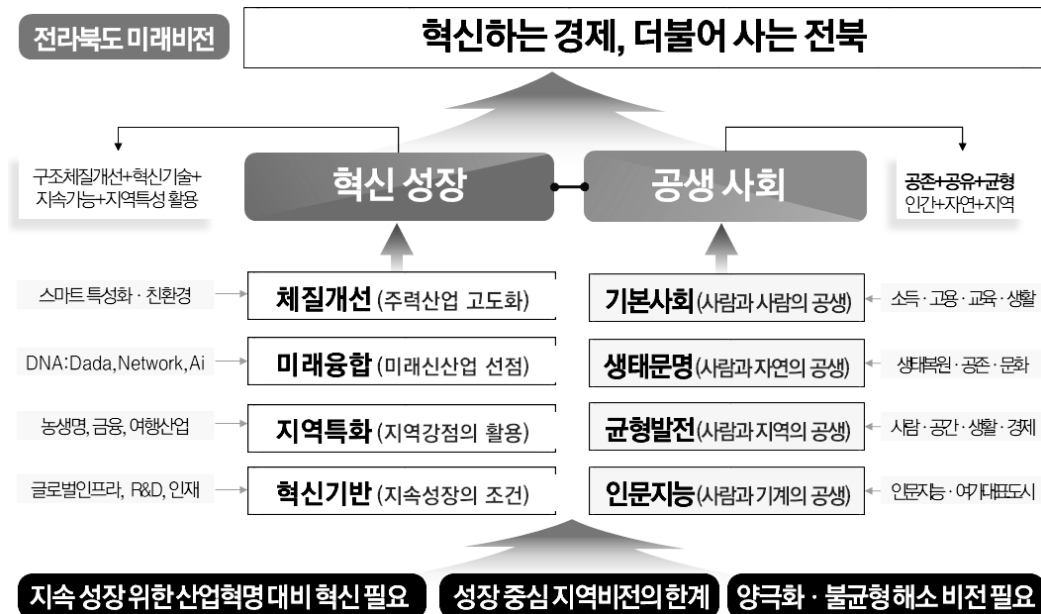 전라북도 미래비전
혁신하는 경제, 더불어 사는 전북
구조체질개선+혁신기술+
지속가능+지역특성 활용
혁신 성장
공생 사회
공존+공유+균형
인간+자연+지역
스마트 특성화 · 친환경
체질개선 (주력산업 고도화)
기본사회 (사람과 사람의 공생)
소득 · 고용 · 교육 · 생활
DNA:Dada,Network,Ai
미래융합 (미래신산업 선점)
생태문명 (사람과 자연의 공생)
생태복원 · 공존 · 문화
농생명, 금융, 여행산업
지역특화 (지역강점의 활용)
균형발전 (사람과 지역의 공생)
사람 · 공간 · 생활 · 경제
글로벌인프라, R&D, 인재
혁신기반 (지속성장의 조건)
인문지능 (사람과 기계의 공생)
인문지능 · 여가대표도시
지속 성장 위한 산업혁명 대비 혁신 필요
성장 중심 지역비전의 한계
양극화 · 불균형 해소 비전 필요